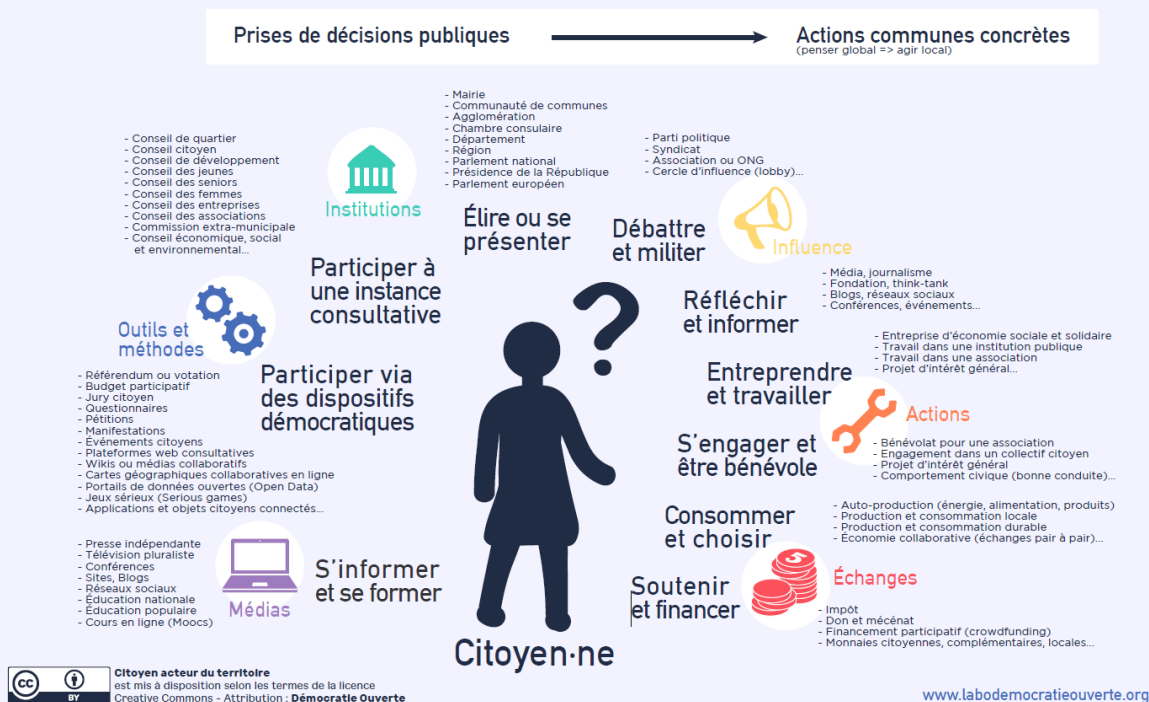 Prises de décisions publiques
Actions communes concrètes
(penser global => agir local)
- Mairie
- Communauté de communes
- Agglomération
- Chambre consulaire
- Département
- Région
- Parlement national
- Présidence de la République
- Parlement européen
Élire ou se
présenter
- Conseil de quartier
- Conseil citoyen
- Conseil de développement
- Conseil des jeunes
- Conseil des seniors
- Conseil des femmes
- Conseil des entreprises
- Conseil des associations
- Commission extra-municipale
- Conseil économique, social
et environnemental...
Institutions
Participer à
une instance
consultative
Outils et
méthodes
- Référendum ou votation
- Budget participatif
- Jury citoyen
- Questionnaires
- Pétitions
- Manifestations
- Événements citoyens
- Plateformes web consultatives
- Wikis ou médias collaboratifs
- Cartes géographiques collaboratives en ligne
- Portails de données ouvertes (Open Data)
- Jeux sérieux (Serious games)
- Applications et objets citoyens connectés...
Participer via
des dispositifs
démocratiques
- Presse indépendante
- Télévision pluraliste
- Conférences
- Sites, Blogs
- Réseaux sociaux
- Éducation nationale
- Éducation populaire
- Cours en ligne (Moocs)
Médias
S'informer
et se former
- Parti politique
- Syndicat
- Association ou ONG
- Cercle d'influence (lobby)...
Débattre
et militer
Influence
- Média, journalisme
- Fondation, think-tank
- Blogs, réseaux sociaux
- Conférences, événements...
Réfléchir
et informer
?
- Entreprise d'économie sociale et solidaire
- Travail dans une institution publique
- Travail dans une association
- Projet d'intérêt général...
Entreprendre
et travailler
Actions
S'engager et
être bénévole
- Bénévolat pour une association
- Engagement dans un collectif citoyen
- Projet d'intérêt général
- Comportement civique (bonne conduite)...
Consommer
et choisir
- Auto-production (énergie, alimentation, produits)
- Production et consommation locale
- Production et consommation durable
- Économie collaborative (échanges pair à pair)...
5
Échanges
Soutenir
et financer
- Impôt
- Don et mécénat
- Financement participatif (crowdfunding)
- Monnaies citoyennes, complémentaires, locales...
Citoyen·ne
cc
BY
Citoyen acteur du territoire
est mis à disposition selon les termes de la licence
Creative Commons - Attribution : Démocratie Ouverte
www.labodemocratieouverte.org